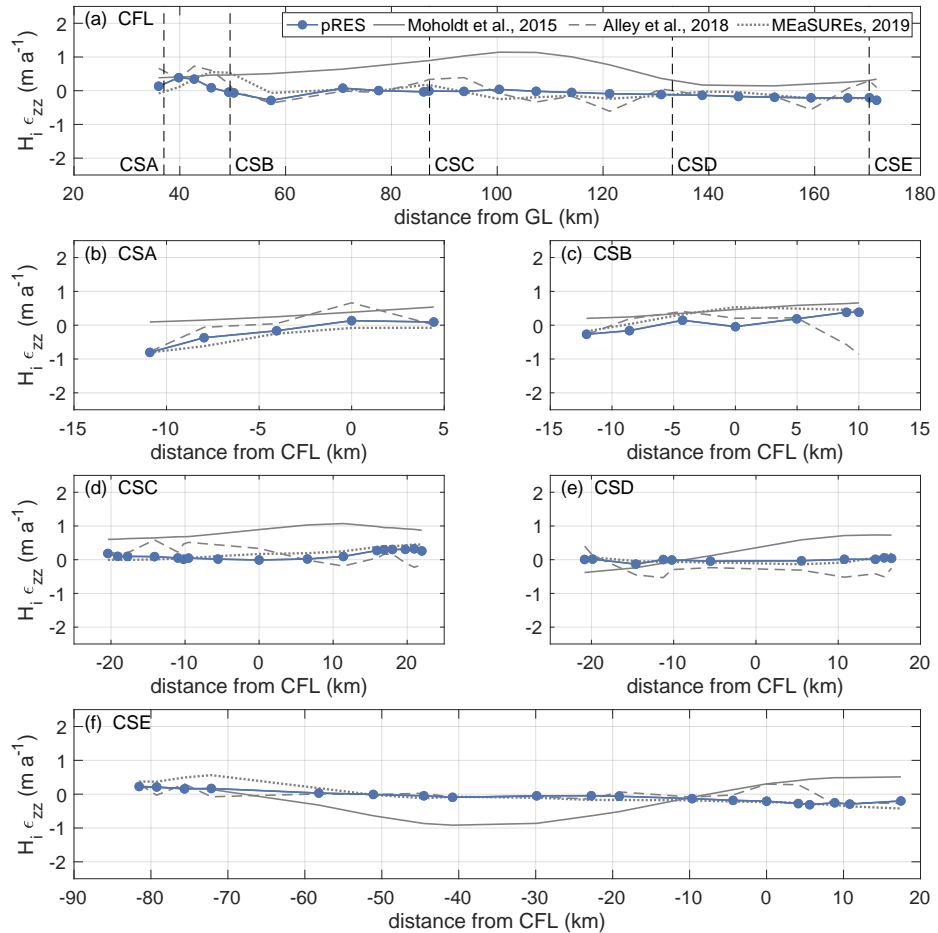 (a) CFL
pRES Moholdt et al., 2015 Alley et al., 2018 MEaSUREs, 2019
H_i ε_zz (m a^-1)
2
1
0
-1
-2
CSA CSB CSC CSD CSE
20 40 60 80 100 120 140 160 180
distance from GL (km)
(b) CSA
H_i ε_zz (m a^-1)
2
1
0
-1
-2
-15 -10 -5 0 5
distance from CFL (km)
(c) CSB
2
1
0
-1
-2
-15 -10 -5 0 5 10 15
distance from CFL (km)
(d) CSC
H_i ε_zz (m a^-1)
2
1
0
-1
-2
-20 -10 0 10 20
distance from CFL (km)
(e) CSD
2
1
0
-1
-2
-20 -10 0 10 20
distance from CFL (km)
(f) CSE
H_i ε_zz (m a^-1)
2
1
0
-1
-2
-90 -80 -70 -60 -50 -40 -30 -20 -10 0 10 20
distance from CFL (km)